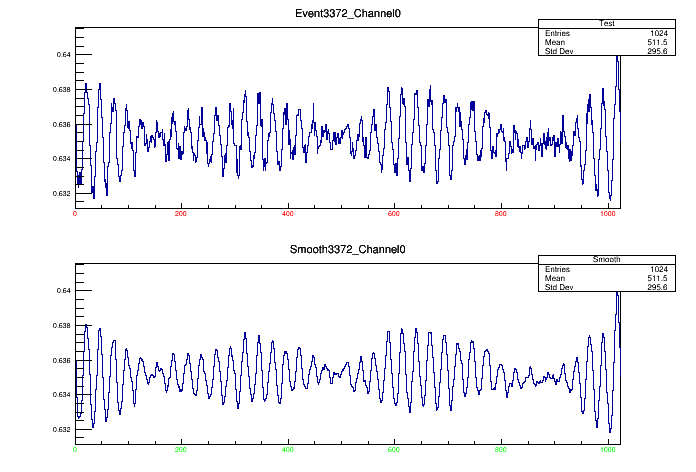 Event3372_Channel0
Test
Entries 1024
Mean 511.5
Std Dev 295.6
0.64
0.638
0.636
0.634
0.632
0 200 400 600 800 1000
Smooth3372_Channel0
Smooth
Entries 1024
Mean 511.5
Std Dev 295.6
0.64
0.638
0.636
0.634
0.632
0 200 400 600 800 1000